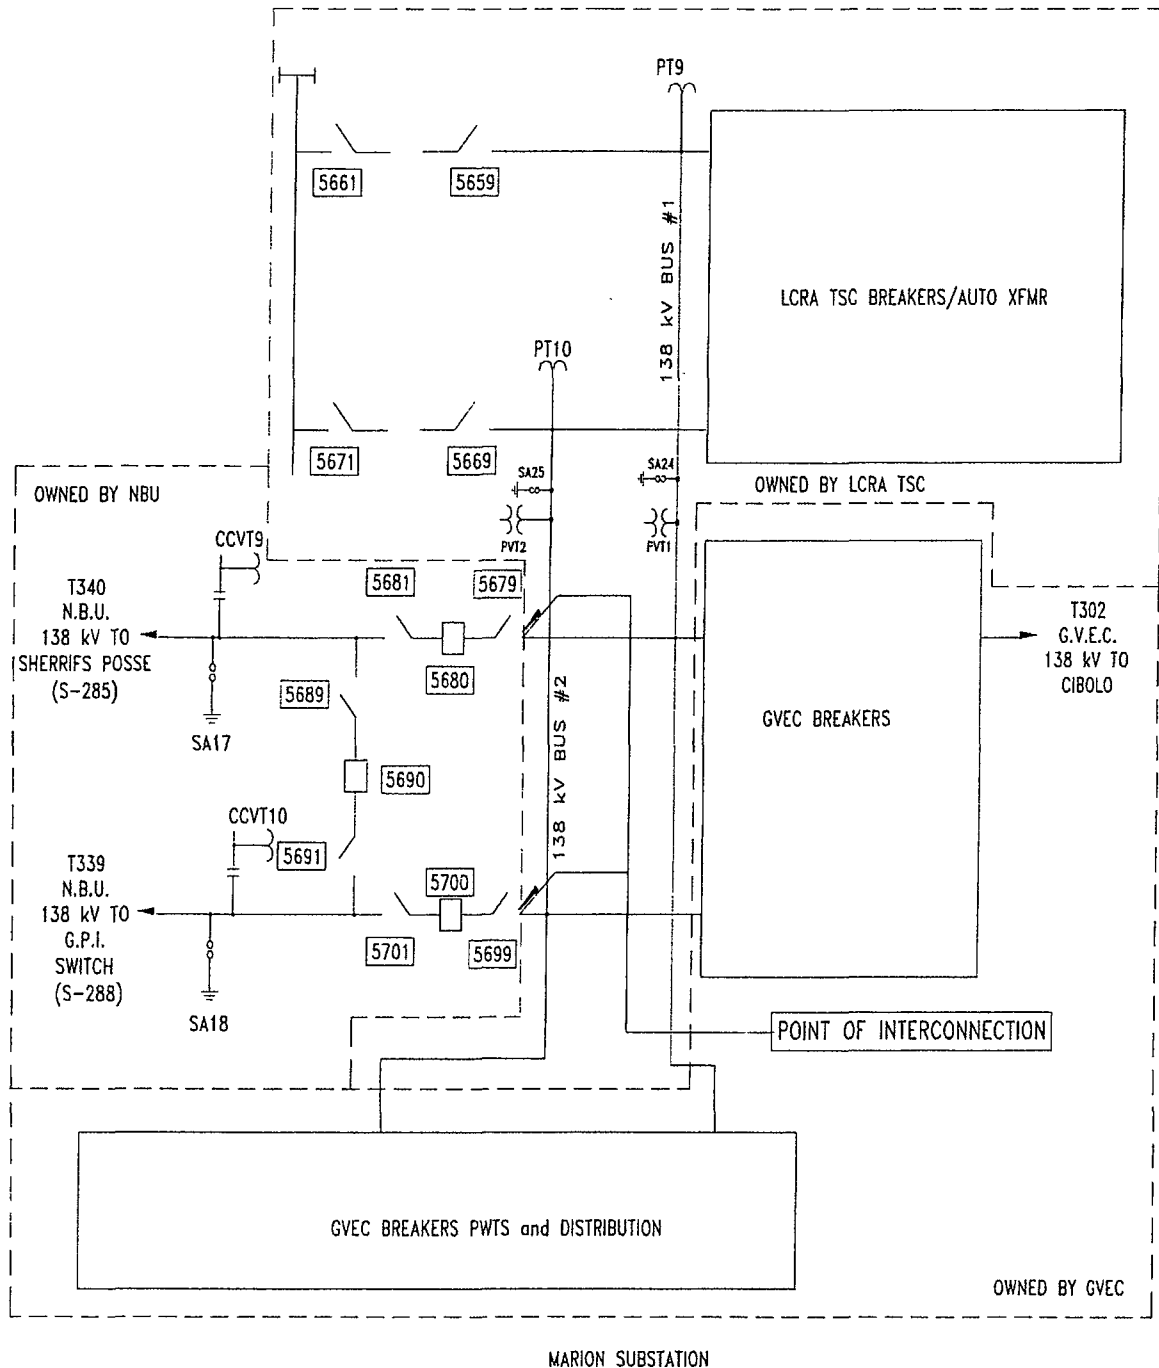 PT9
5661
5659
138 kV BUS #1
LCRA TSC BREAKERS/AUTO XFMR
PT10
5671
5669
SA25
SA24
OWNED BY LCRA TSC
OWNED BY NBU
PVT2
PVT1
CCVT9
5681
5679
T340
N.B.U.
138 kV TO
SHERRIFS POSSE
(S-285)
5680
T302
G.V.E.C.
138 kV TO
CIBOLO
5689
SA17
138 kV BUS #2
GVEC BREAKERS
5690
CCVT10
5691
T339
N.B.U.
138 kV TO
G.P.I.
SWITCH
(S-288)
5700
5701
5699
SA18
POINT OF INTERCONNECTION
GVEC BREAKERS PWTS and DISTRIBUTION
OWNED BY GVEC
MARION SUBSTATION